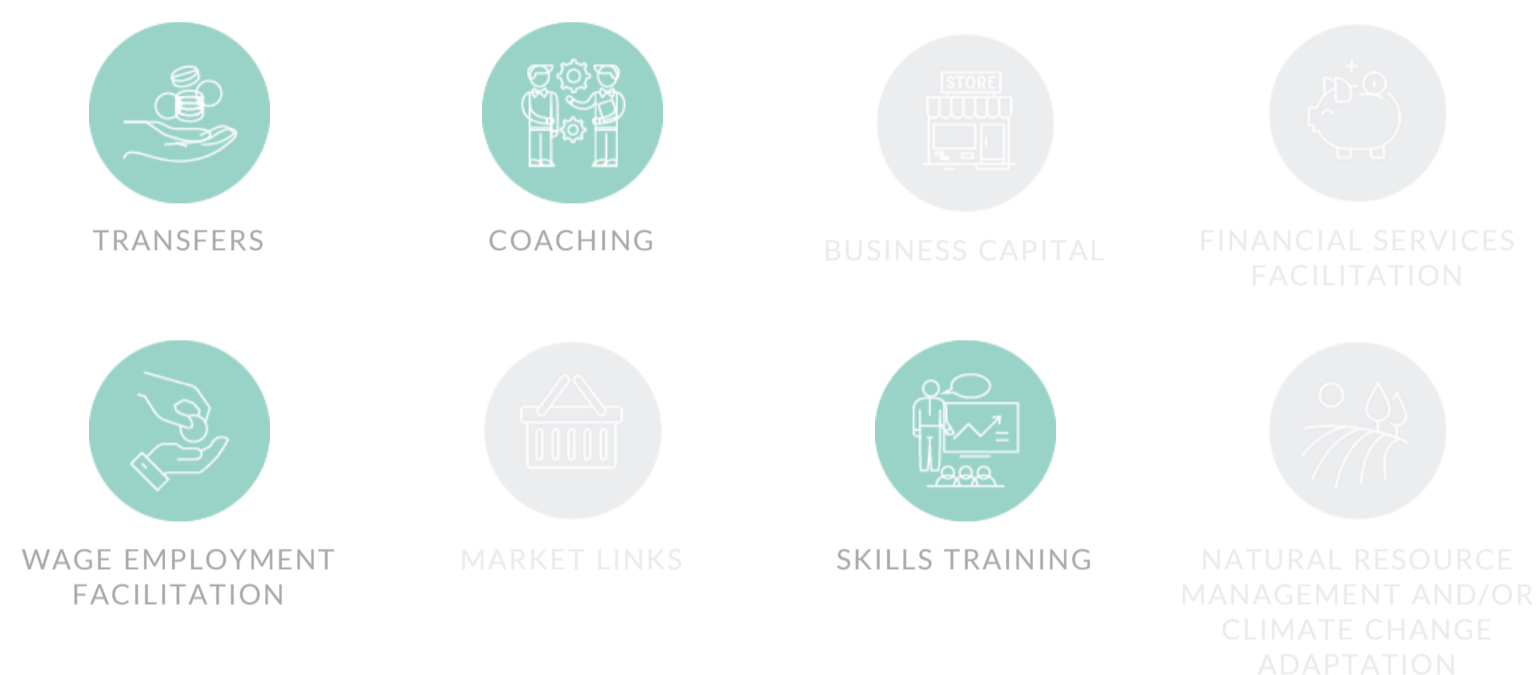 STORE
TRANSFERS
COACHING
BUSINESS CAPITAL
FINANCIAL SERVICES
FACILITATION
WAGE EMPLOYMENT
FACILITATION
MARKET LINKS
SKILLS TRAINING
NATURAL RESOURCE
MANAGEMENT AND/OR
CLIMATE CHANGE
ADAPTATION